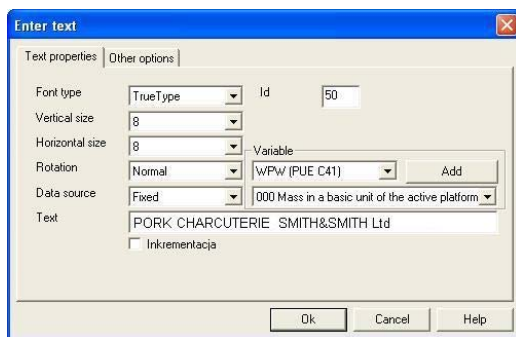 Enter text
Text properties Other options
Font type TrueType Id 50
Vertical size 8
Horizontal size 8
Variable
Rotation Normal WPW (PUE C41) Add
Data source Fixed 000 Mass in a basic unit of the active platform
Text PORK CHARCUTERIE SMITH&SMITH Ltd
Inkrementacja
Ok Cancel Help